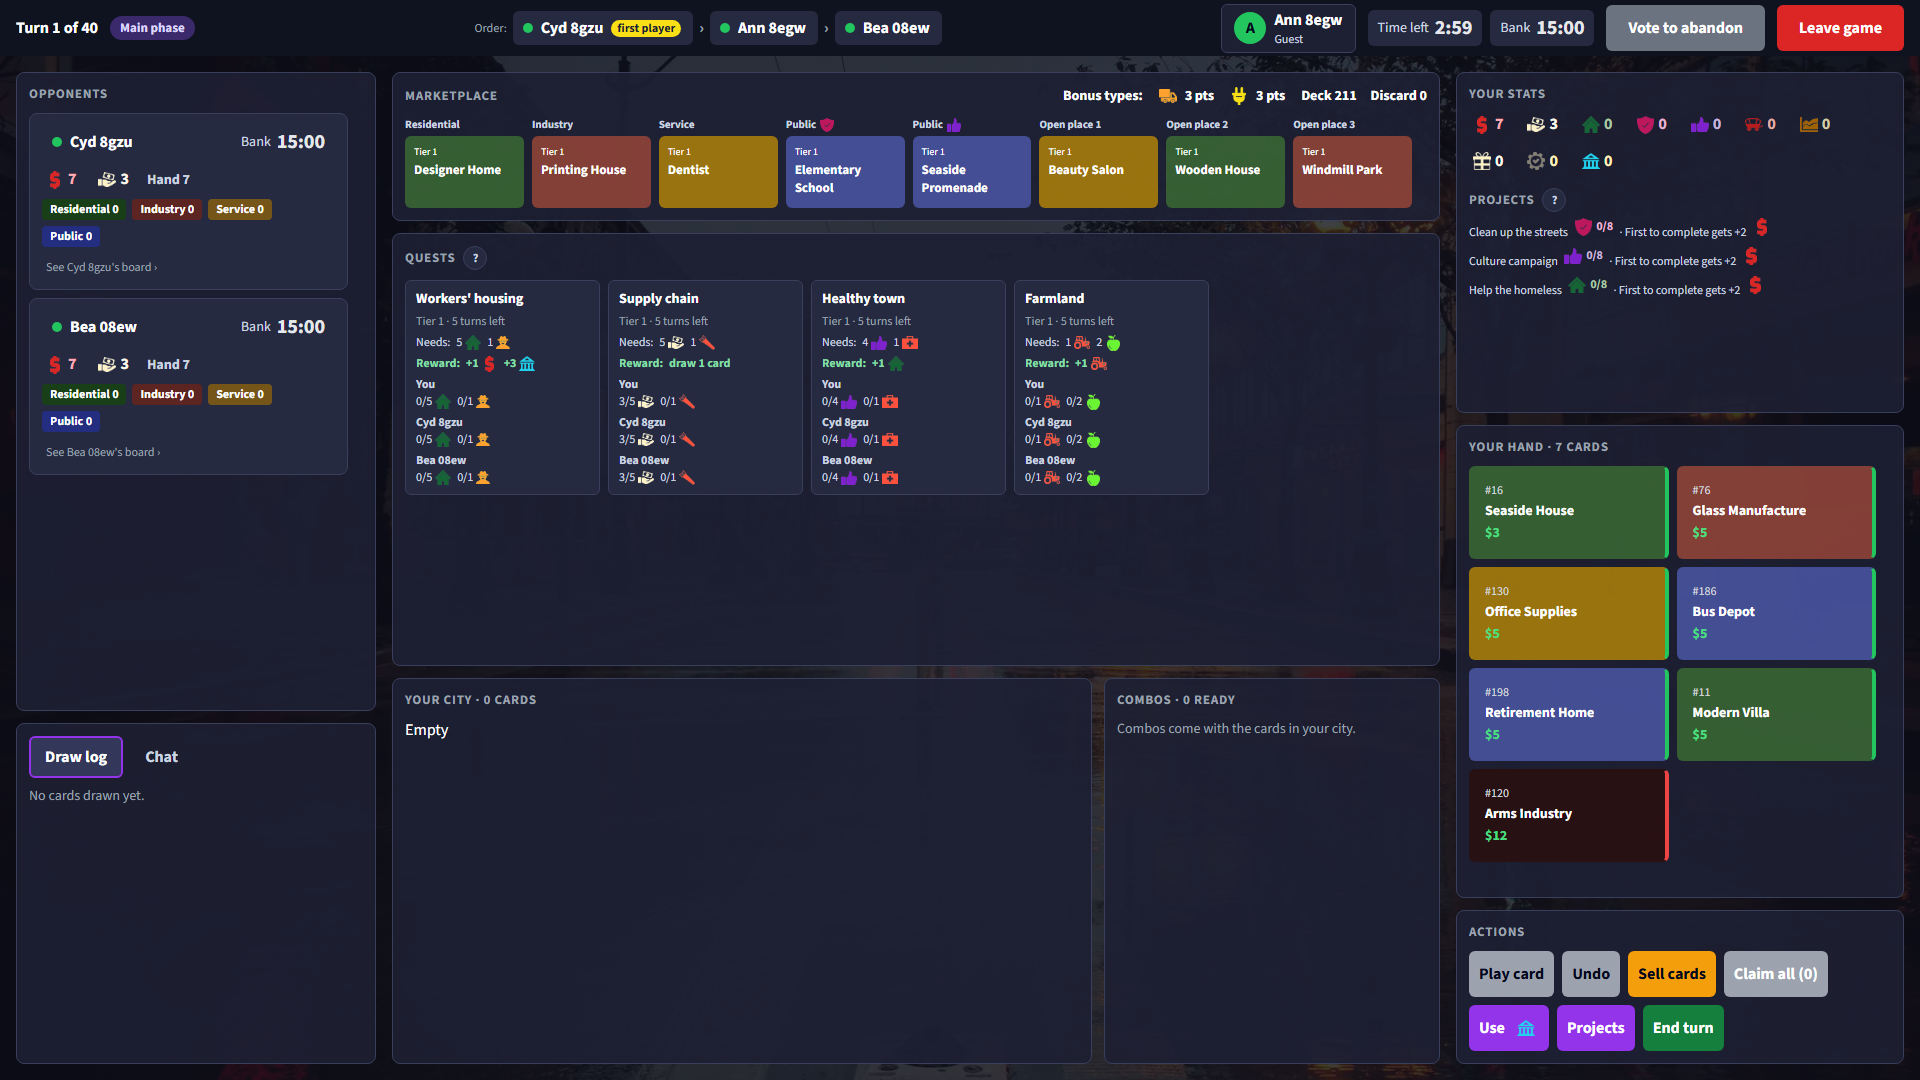 Turn 1 of 40 Main phase
Order: Cyd 8gzu first player › Ann 8egw › Bea 08ew
A Ann 8egw
Guest
Time left 2:59
Bank 15:00
Vote to abandon
Leave game
OPPONENTS
Cyd 8gzu Bank 15:00
7 3 Hand 7
Residential 0 Industry 0 Service 0
Public 0
See Cyd 8gzu's board ›
Bea 08ew Bank 15:00
7 3 Hand 7
Residential 0 Industry 0 Service 0
Public 0
See Bea 08ew's board ›
Draw log Chat
No cards drawn yet.
MARKETPLACE
Bonus types: 3 pts 3 pts Deck 211 Discard 0
Residential
Tier 1
Designer Home
Industry
Tier 1
Printing House
Service
Tier 1
Dentist
Public
Tier 1
Elementary
School
Public
Tier 1
Seaside
Promenade
Open place 1
Tier 1
Beauty Salon
Open place 2
Tier 1
Wooden House
Open place 3
Tier 1
Windmill Park
QUESTS ?
Workers' housing
Tier 1 · 5 turns left
Needs: 5 1
Reward: +1 +3
You
0/5 0/1
Cyd 8gzu
0/5 0/1
Bea 08ew
0/5 0/1
Supply chain
Tier 1 · 5 turns left
Needs: 5 1
Reward: draw 1 card
You
3/5 0/1
Cyd 8gzu
3/5 0/1
Bea 08ew
3/5 0/1
Healthy town
Tier 1 · 5 turns left
Needs: 4 1
Reward: +1
You
0/4 0/1
Cyd 8gzu
0/4 0/1
Bea 08ew
0/4 0/1
Farmland
Tier 1 · 5 turns left
Needs: 1 2
Reward: +1
You
0/1 0/2
Cyd 8gzu
0/1 0/2
Bea 08ew
0/1 0/2
YOUR CITY · 0 CARDS
Empty
COMBOS · 0 READY
Combos come with the cards in your city.
YOUR STATS
7 3 0 0 0 0 0
0 0 0
PROJECTS ?
Clean up the streets 0/8 · First to complete gets +2
Culture campaign 0/8 · First to complete gets +2
Help the homeless 0/8 · First to complete gets +2
YOUR HAND · 7 CARDS
#16
Seaside House
$3
#76
Glass Manufacture
$5
#130
Office Supplies
$5
#186
Bus Depot
$5
#198
Retirement Home
$5
#11
Modern Villa
$5
#120
Arms Industry
$12
ACTIONS
Play card Undo Sell cards Claim all (0)
Use Projects End turn